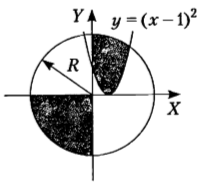 Y y = (x – 1)²
R
X